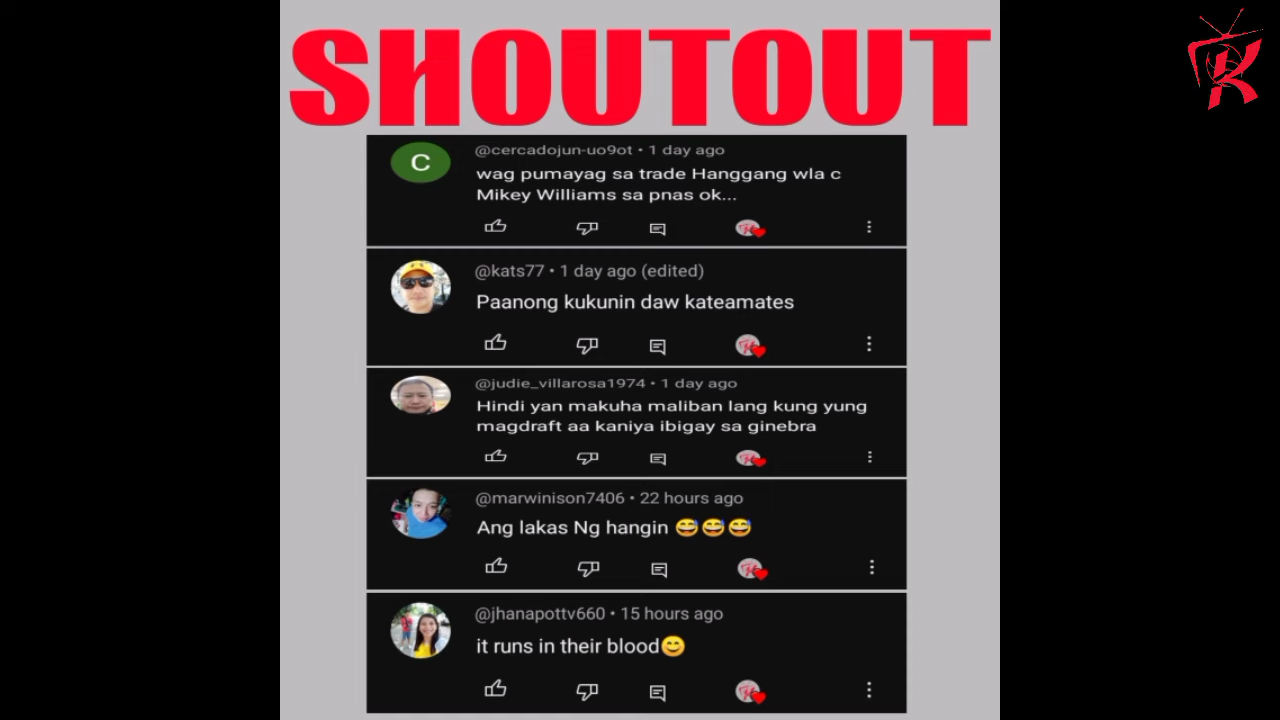 SHOUTOUT
C
@cercadojun-uo9ot • 1 day ago
wag pumayag sa trade Hanggang wla c
Mikey Williams sa pnas ok...
@kats77 • 1 day ago (edited)
Paanong kukunin daw kateamates
@judie_villarosa1974 • 1 day ago
Hindi yan makuha maliban lang kung yung
magdraft aa kaniya ibigay sa ginebra
@marwinison7406 • 22 hours ago
Ang lakas Ng hangin 😅😅😅
@jhanapottv660 • 15 hours ago
it runs in their blood😊